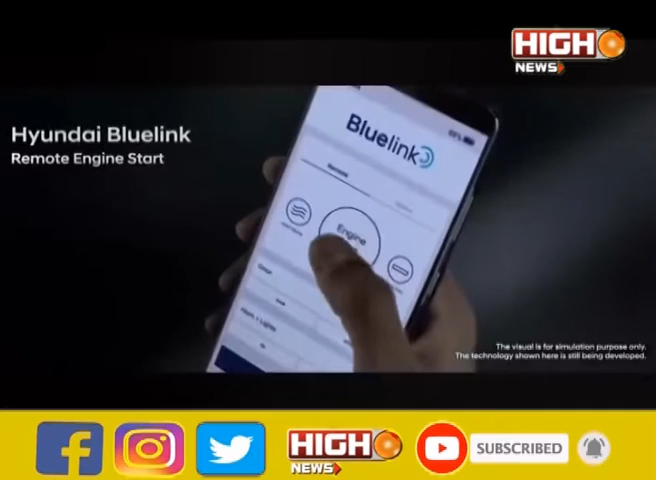 HIGH
NEWS
Hyundai Bluelink
Remote Engine Start
Bluelink
Remote
Engine
The visual is for simulation purpose only.
The technology shown here is still being developed.
HIGH
NEWS
SUBSCRIBED